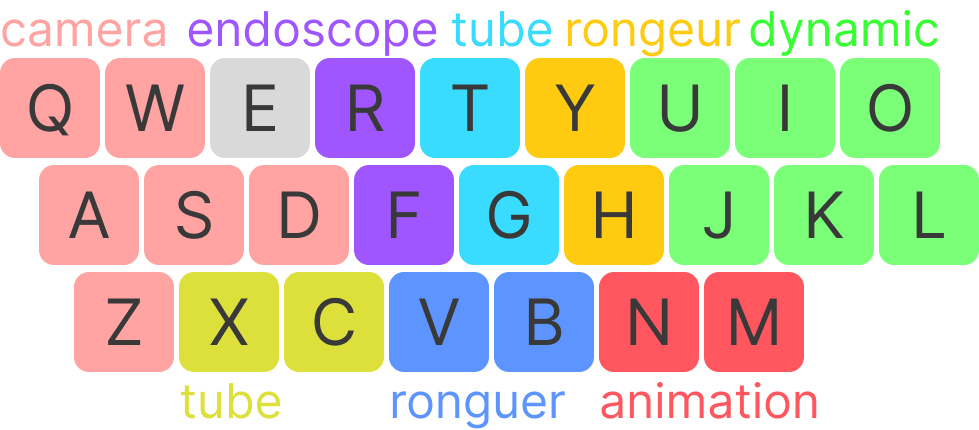 camera endoscope tube rongeur dynamic
Q W E R T Y U I O
A S D F G H J K L
Z X C V B N M
tube ronguer animation